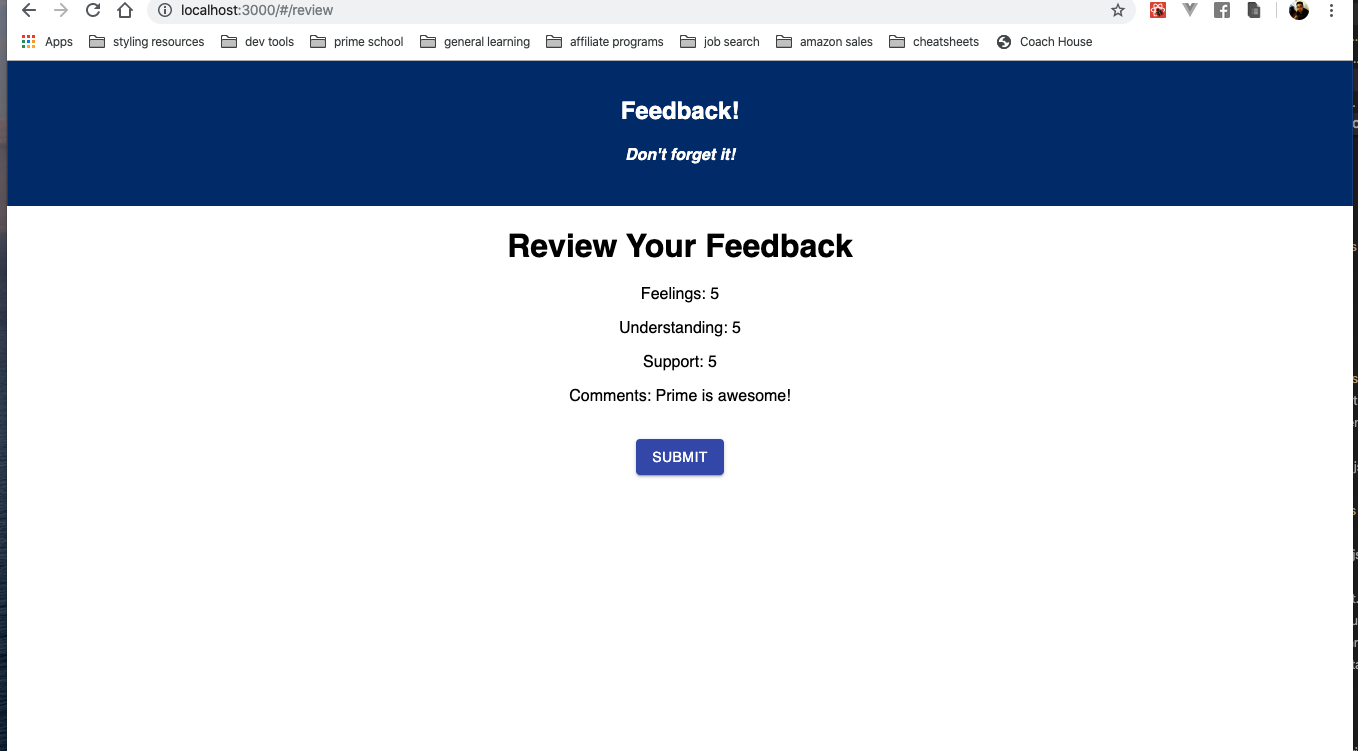 localhost:3000/#/review
Apps styling resources dev tools prime school general learning affiliate programs job search amazon sales cheatsheets Coach House
Feedback!
Don't forget it!
Review Your Feedback
Feelings: 5
Understanding: 5
Support: 5
Comments: Prime is awesome!
SUBMIT